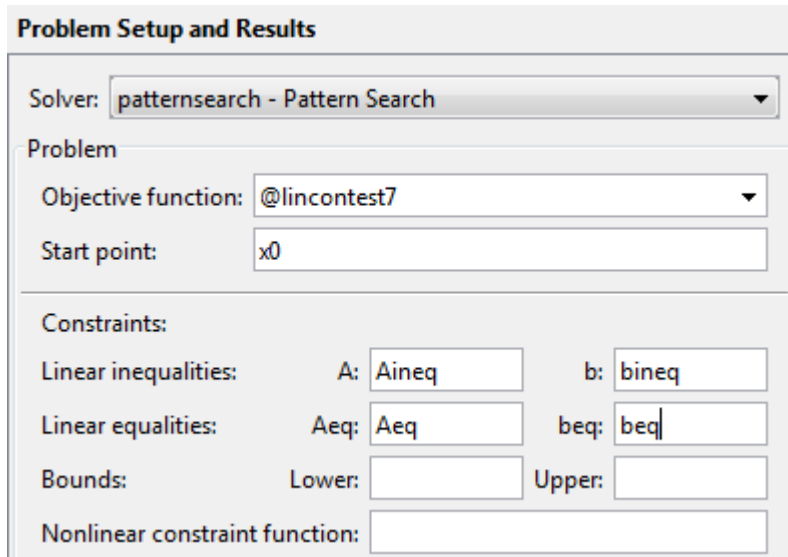 Problem Setup and Results
Solver: patternsearch - Pattern Search
Problem
Objective function: @lincontest7
Start point: x0
Constraints:
Linear inequalities: A: Aineq b: bineq
Linear equalities: Aeq: Aeq beq: beq
Bounds: Lower: Upper:
Nonlinear constraint function: